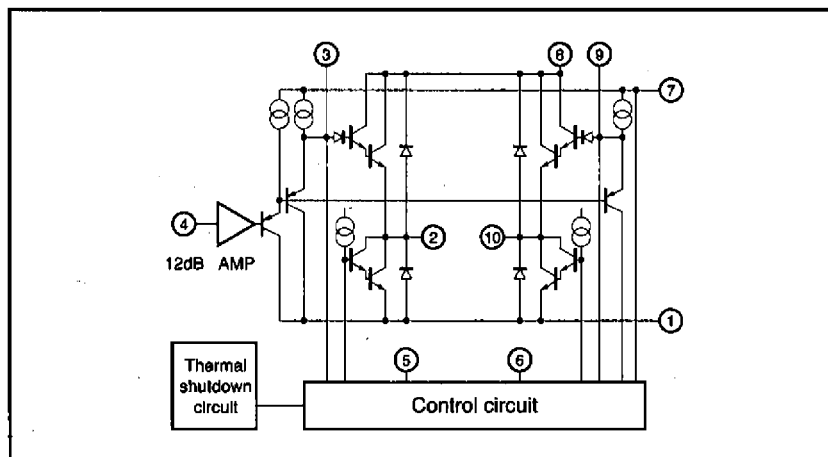 3 8 9
7
4
12dB AMP
2 10
1
5 6
Thermal
shutdown
circuit
Control circuit